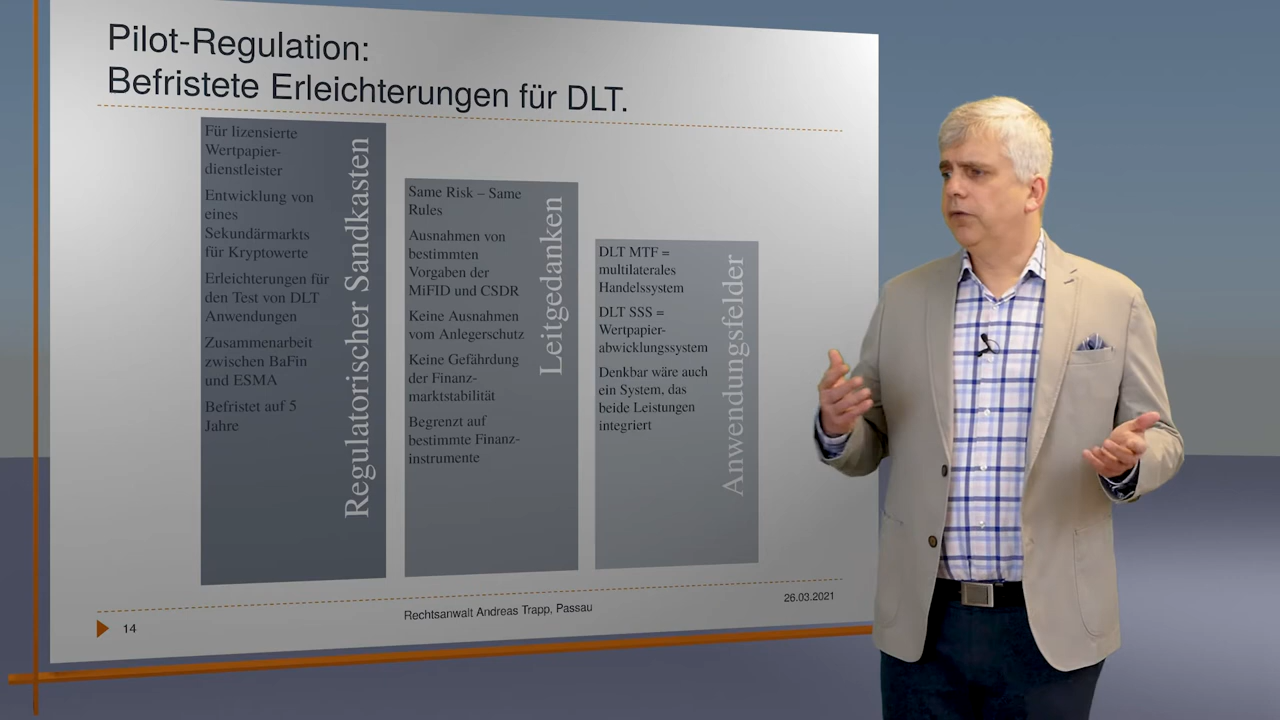 Pilot-Regulation:
Befristete Erleichterungen für DLT.
Für lizensierte
Wertpapier-
dienstleister
Entwicklung von
eines
Sekundärmarkts
für Kryptowerte
Erleichterungen für
den Test von DLT
Anwendungen
Zusammenarbeit
zwischen BaFin
und ESMA
Befristet auf 5
Jahre
Regulatorischer Sandkasten
Same Risk – Same
Rules
Ausnahmen von
bestimmten
Vorgaben der
MiFID und CSDR
Keine Ausnahmen
vom Anlegerschutz
Keine Gefährdung
der Finanz-
marktstabilität
Begrenzt auf
bestimmte Finanz-
instrumente
Leitgedanken
DLT MTF =
multilaterales
Handelssystem
DLT SSS =
Wertpapier-
abwicklungssystem
Denkbar wäre auch
ein System, das
beide Leistungen
integriert
Anwendungsfelder
14
Rechtsanwalt Andreas Trapp, Passau
26.03.2021